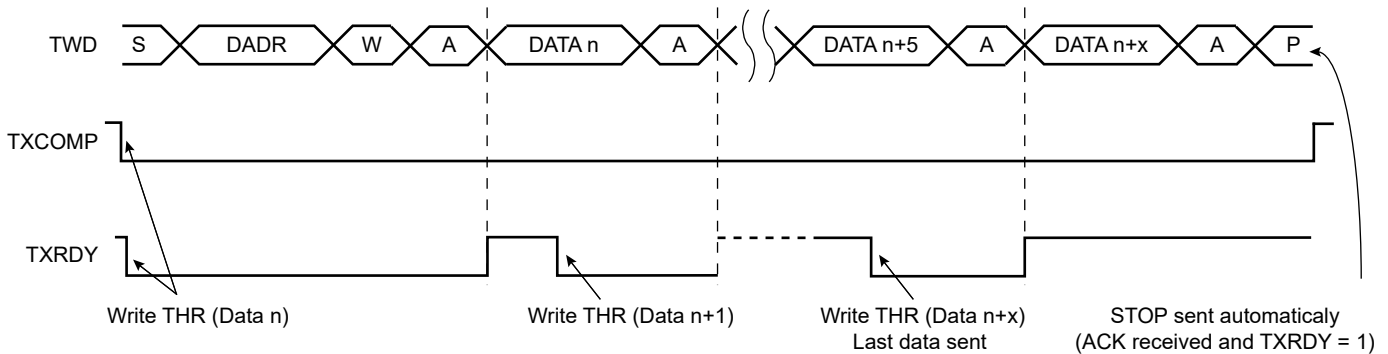 TWD S DADR W A DATA n A DATA n+5 A DATA n+x A P
TXCOMP
TXRDY
Write THR (Data n) Write THR (Data n+1) Write THR (Data n+x) STOP sent automaticaly
Last data sent (ACK received and TXRDY = 1)